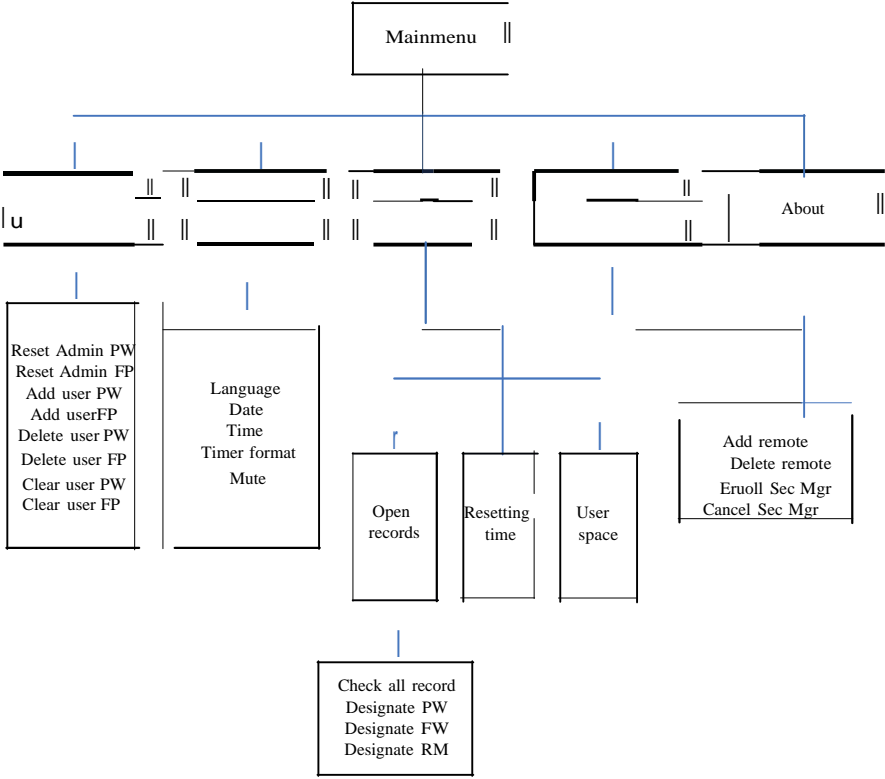 Mainmenu
u
About
Reset Admin PW
Reset Admin FP
Add user PW
Add userFP
Delete user PW
Delete user FP
Clear user PW
Clear user FP
Language
Date
Time
Timer format
Mute
Open
records
Resetting
time
User
space
Add remote
Delete remote
Eruoll Sec Mgr
Cancel Sec Mgr
Check all record
Designate PW
Designate FW
Designate RM